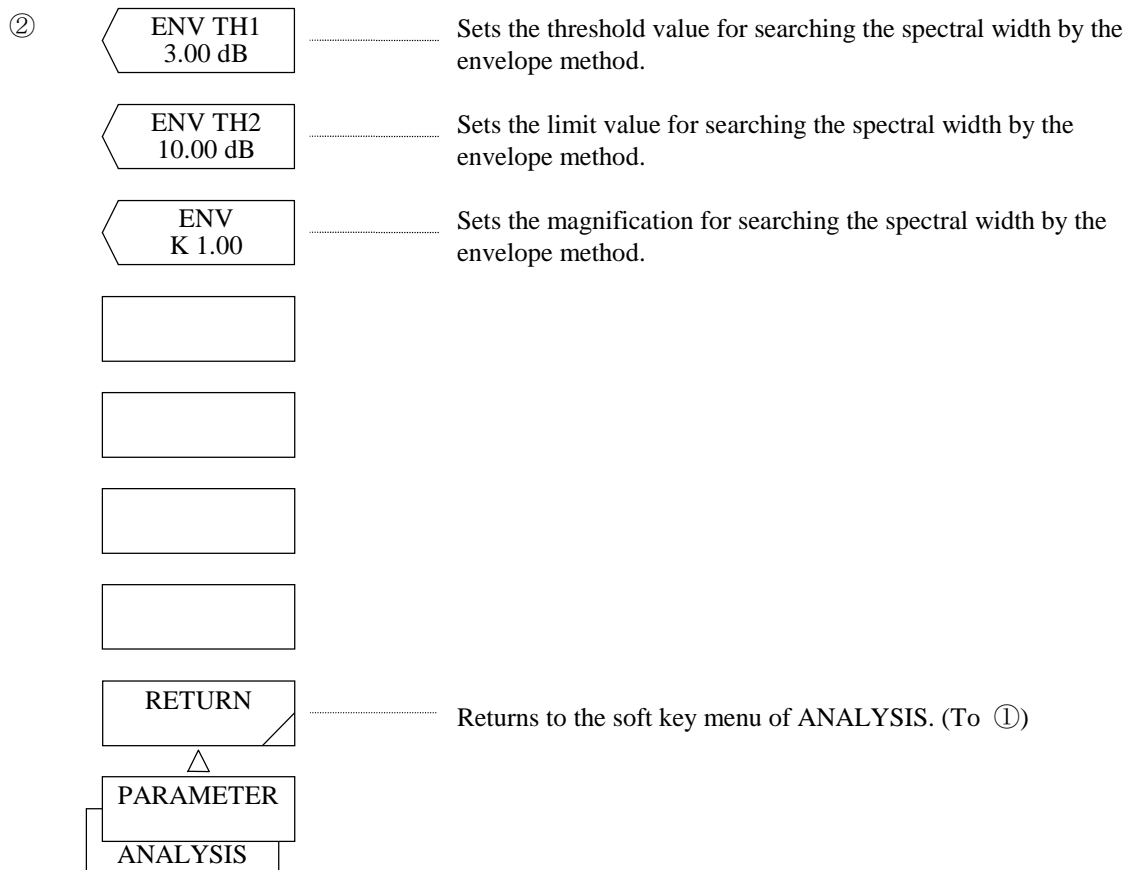 ②
ENV TH1
3.00 dB
Sets the threshold value for searching the spectral width by the
envelope method.
ENV TH2
10.00 dB
Sets the limit value for searching the spectral width by the
envelope method.
ENV
K 1.00
Sets the magnification for searching the spectral width by the
envelope method.
RETURN
Returns to the soft key menu of ANALYSIS. (To ①)
PARAMETER
ANALYSIS